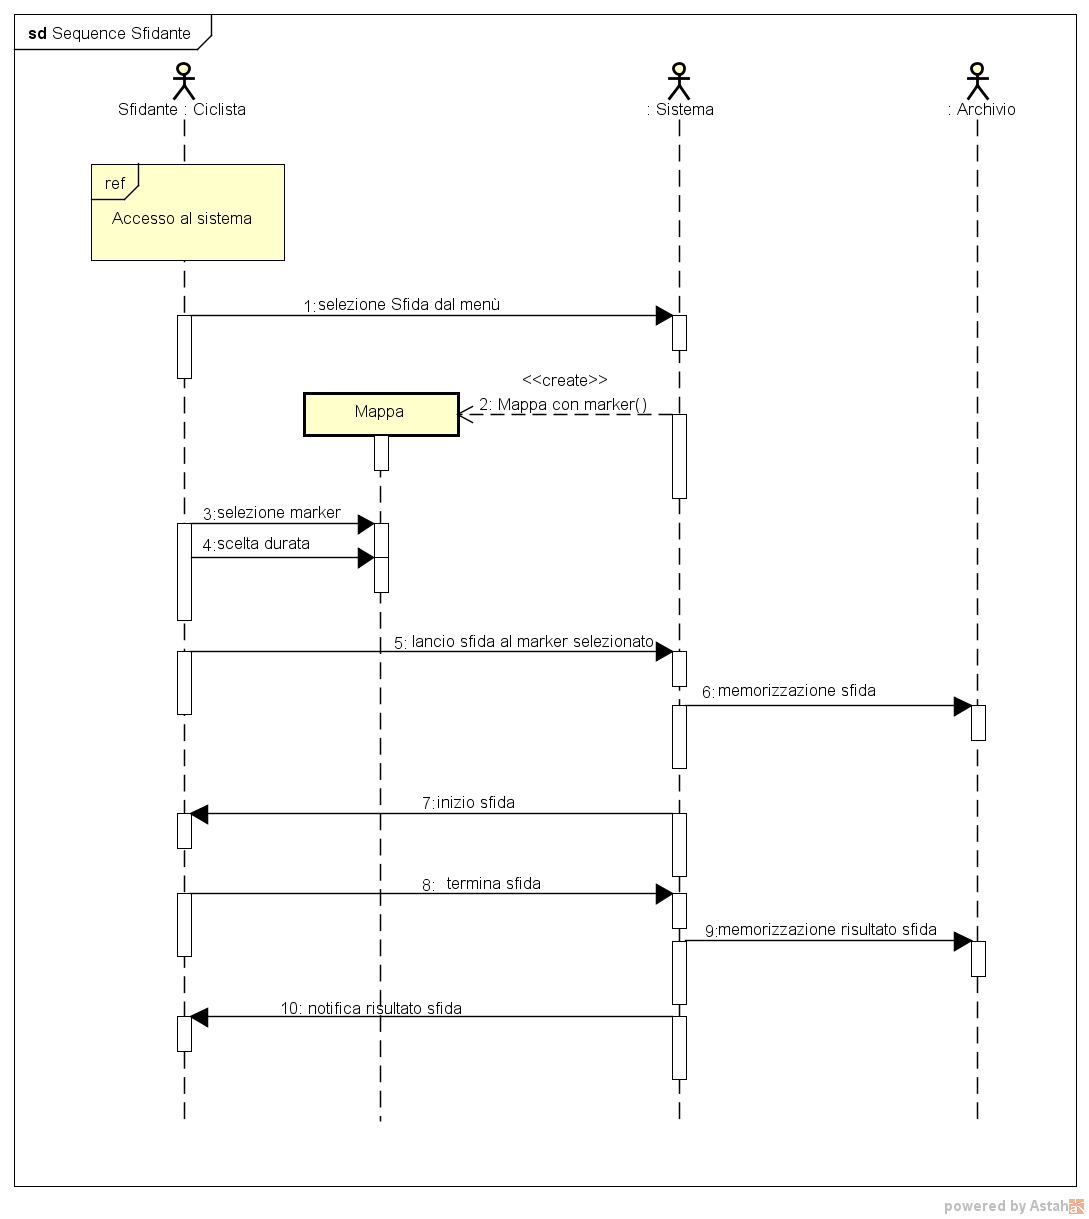 sd Sequence Sfidante
Sfidante : Ciclista
: Sistema
: Archivio
ref
Accesso al sistema
1: selezione Sfida dal menù
<<create>>
2: Mappa con marker()
Mappa
3: selezione marker
4: scelta durata
5: lancio sfida al marker selezionato
6: memorizzazione sfida
7: inizio sfida
8: termina sfida
9: memorizzazione risultato sfida
10: notifica risultato sfida
powered by Astah